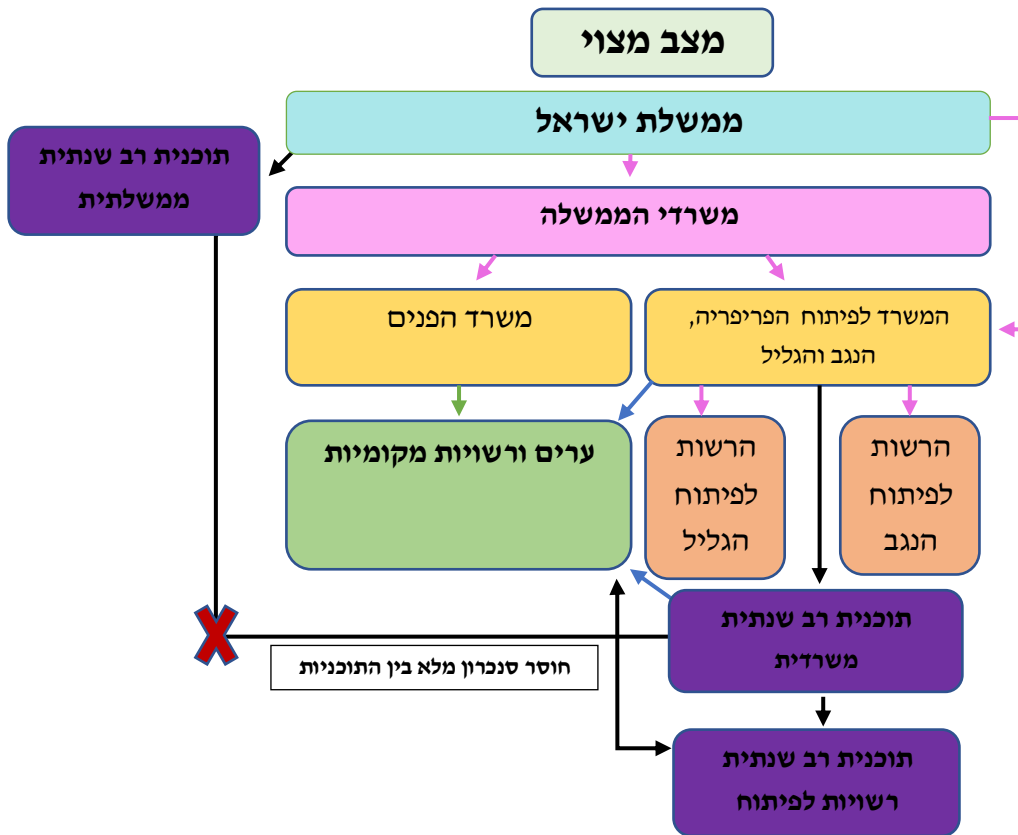 מצב מצוי
ממשלת ישראל
תוכנית רב שנתית
ממשלתית
משרדי הממשלה
המשרד לפיתוח הפריפריה,
הנגב והגליל
משרד הפנים
הרשות
לפיתוח
הנגב
הרשות
לפיתוח
הגליל
ערים ורשויות מקומיות
תוכנית רב שנתית
משרדית
חוסר סנכרון מלא בין התוכניות
תוכנית רב שנתית
רשויות לפיתוח